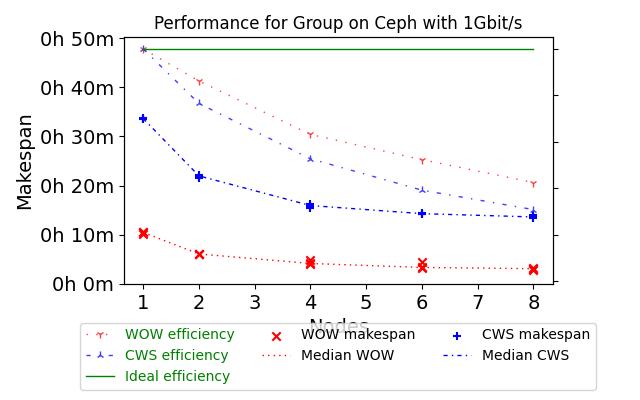 Performance for Group on Ceph with 1Gbit/s
Makespan
0h 50m
0h 40m
0h 30m
0h 20m
0h 10m
0h 0m
1 2 3 4 5 6 7 8
Nodes
WOW efficiency
CWS efficiency
Ideal efficiency
WOW makespan
Median WOW
CWS makespan
Median CWS